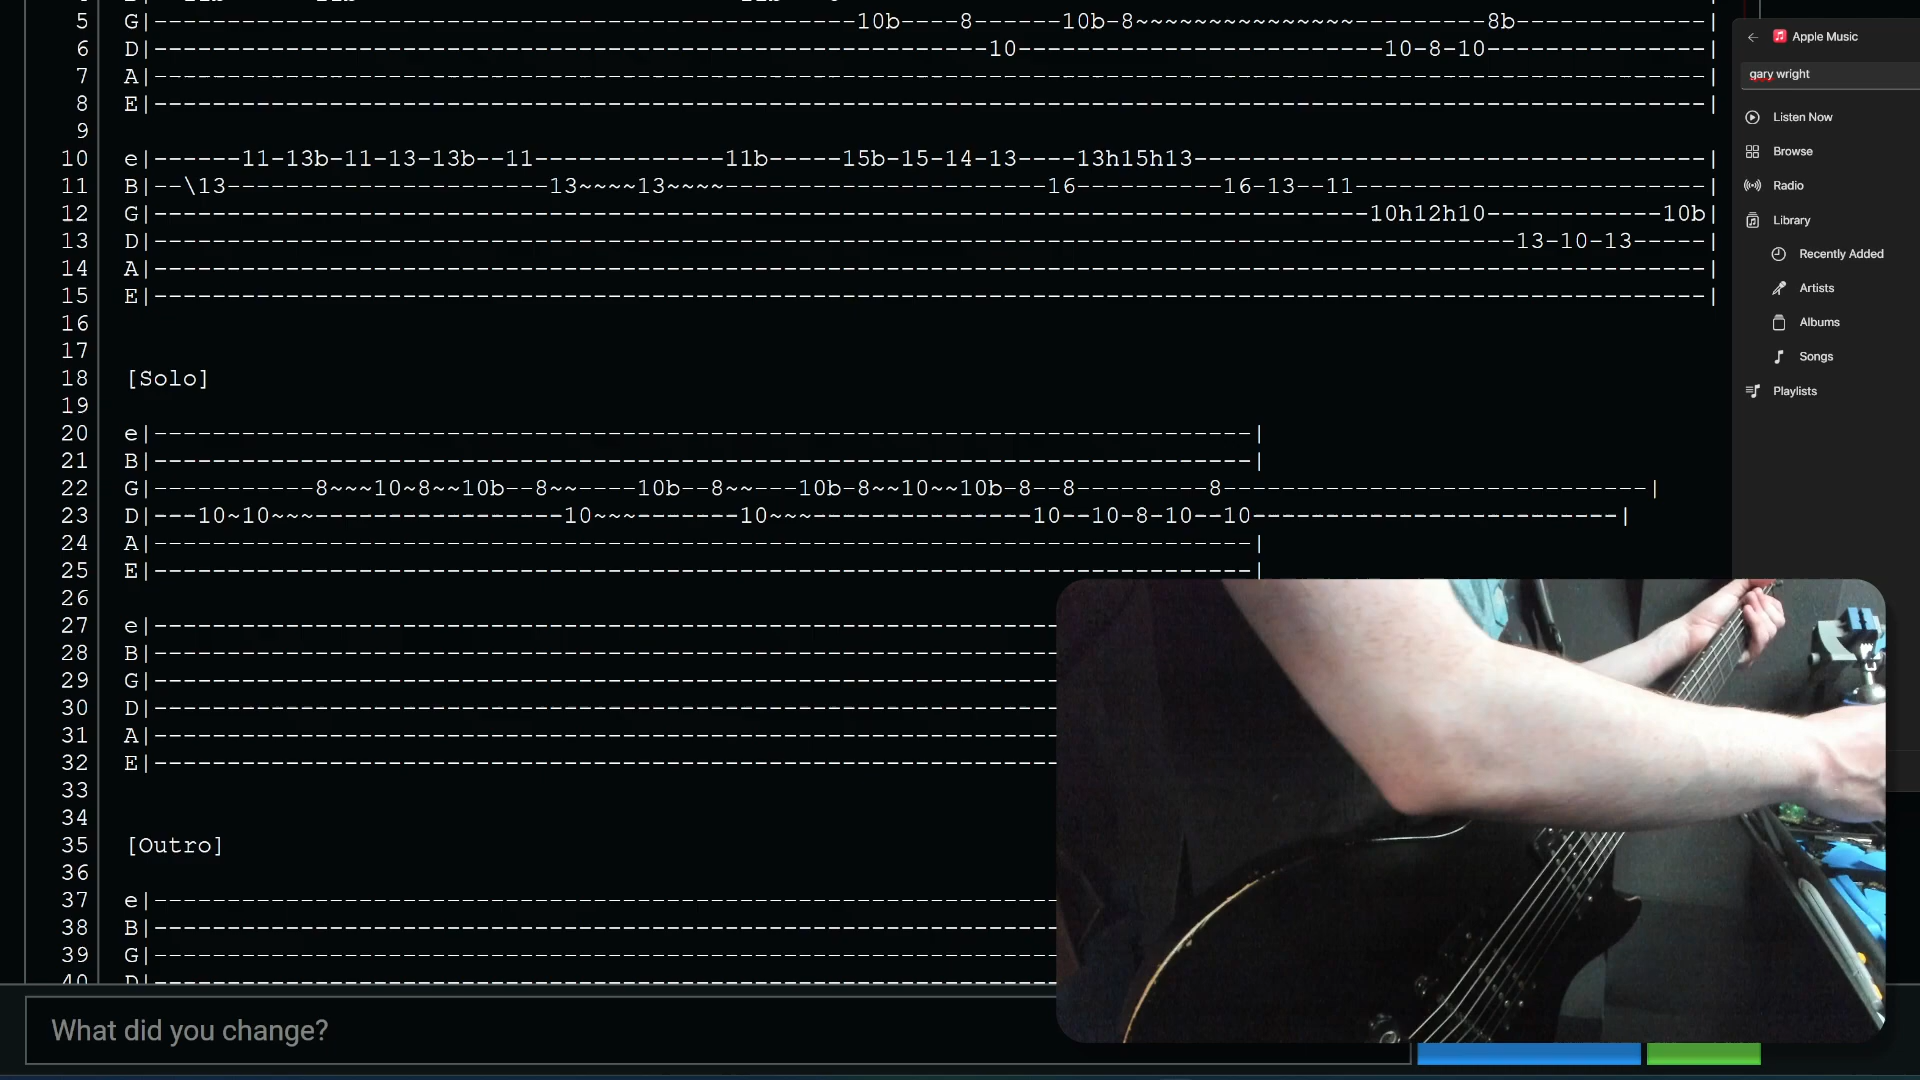 5 G|------------------------------------------------10b----8------10b-8~~~~~~~~~~~~~~~---------8b-------------|
6 D|---------------------------------------------------------10-------------------------10-8-10---------------|
7 A|----------------------------------------------------------------------------------------------------------|
8 E|----------------------------------------------------------------------------------------------------------|
9
10 e|------11-13b-11-13-13b--11-------------11b-----15b-15-14-13----13h15h13-----------------------------------|
11 B|--\13----------------------13~~~~13~~~~----------------------16----------16-13--11------------------------|
12 G|-----------------------------------------------------------------------------------10h12h10------------10b|
13 D|---------------------------------------------------------------------------------------------13-10-13-----|
14 A|----------------------------------------------------------------------------------------------------------|
15 E|----------------------------------------------------------------------------------------------------------|
16
17
18 [Solo]
19
20 e|---------------------------------------------------------------------------|
21 B|---------------------------------------------------------------------------|
22 G|-----------8~~~10~8~~10b--8~~----10b--8~~---10b-8~~10~~10b-8--8---------8-----------------------------|
23 D|---10~10~~~-----------------10~~~-------10~~~---------------10--10-8-10--10-------------------------|
24 A|---------------------------------------------------------------------------|
25 E|---------------------------------------------------------------------------|
26
27 e|--------------------------------------------------------------
28 B|--------------------------------------------------------------
29 G|--------------------------------------------------------------
30 D|--------------------------------------------------------------
31 A|--------------------------------------------------------------
32 E|--------------------------------------------------------------
33
34
35 [Outro]
36
37 e|--------------------------------------------------------------
38 B|--------------------------------------------------------------
39 G|--------------------------------------------------------------
40 D|--------------------------------------------------------------
What did you change?
Apple Music
gary wright
Listen Now
Browse
Radio
Library
Recently Added
Artists
Albums
Songs
Playlists